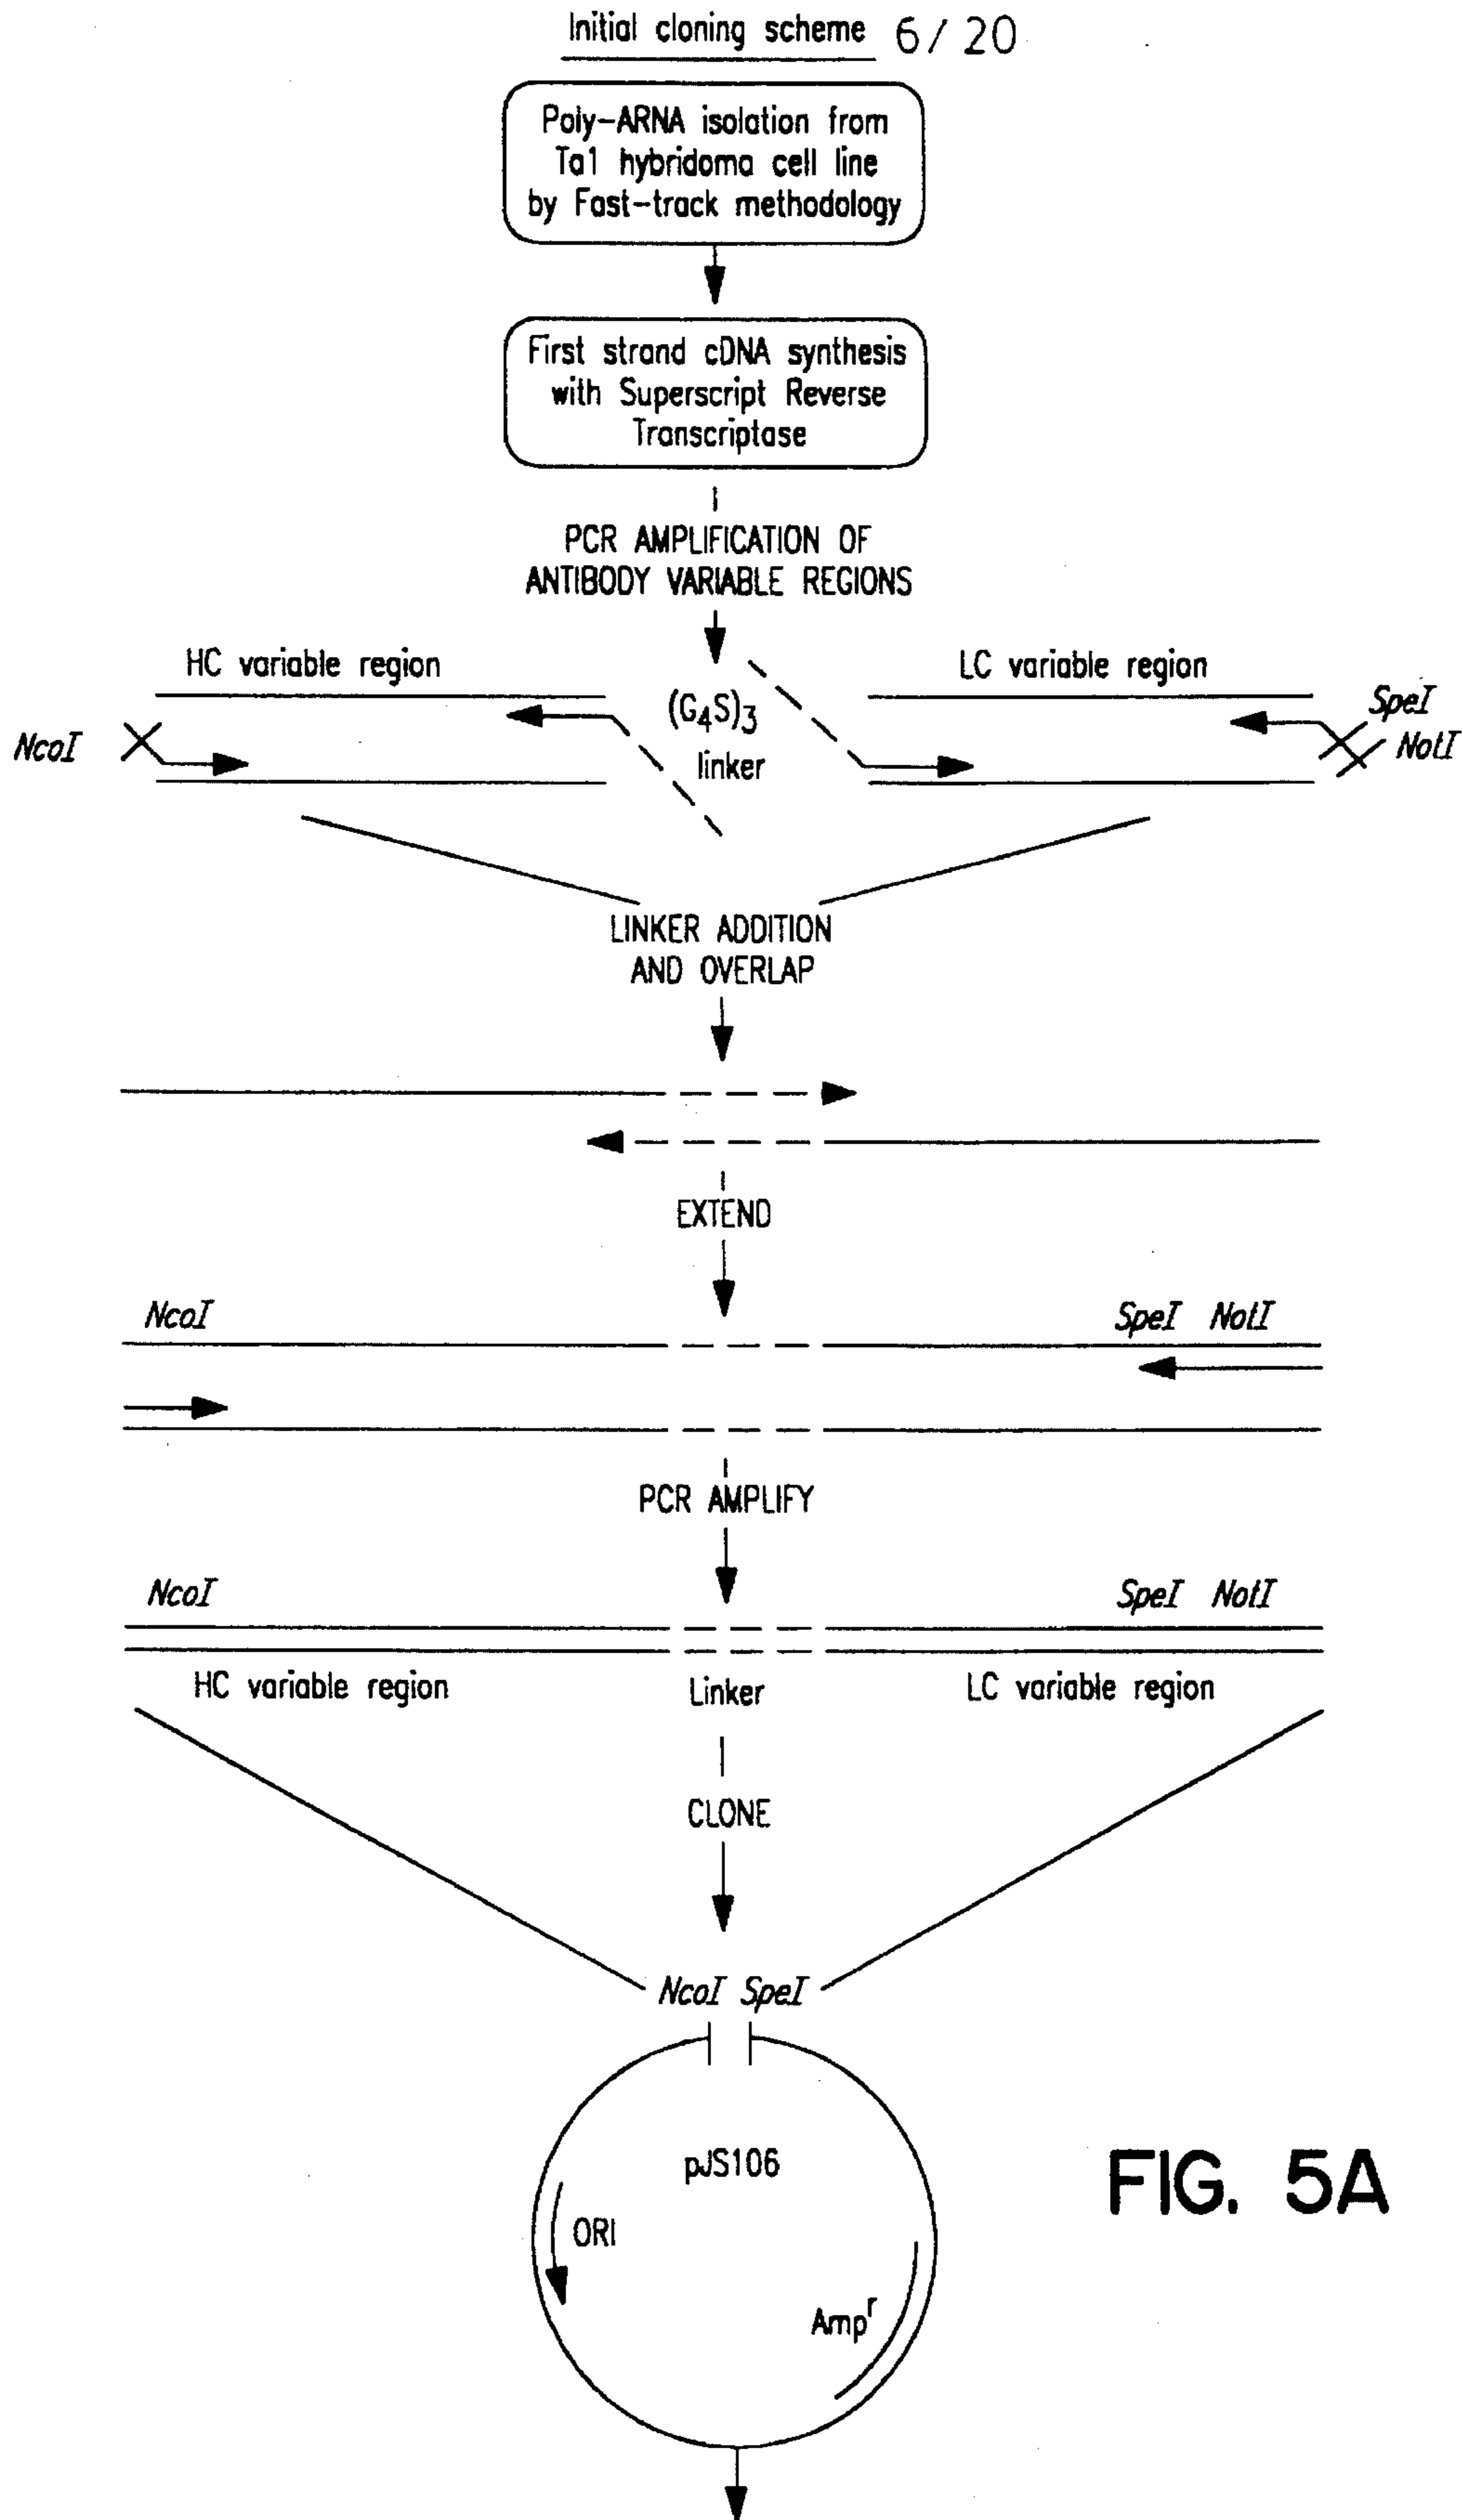 Initial cloning scheme 6/20
Poly-ARNA isolation from
Ta1 hybridoma cell line
by Fast-track methodology
First strand cDNA synthesis
with Superscript Reverse
Transcriptase
PCR AMPLIFICATION OF
ANTIBODY VARIABLE REGIONS
HC variable region
LC variable region
NcoI
(G4S)3
linker
SpeI
NotI
LINKER ADDITION
AND OVERLAP
EXTEND
NcoI
SpeI NotI
PCR AMPLIFY
NcoI
SpeI NotI
HC variable region
Linker
LC variable region
CLONE
NcoI SpeI
pJS106
ORI
Ampr
FIG. 5A